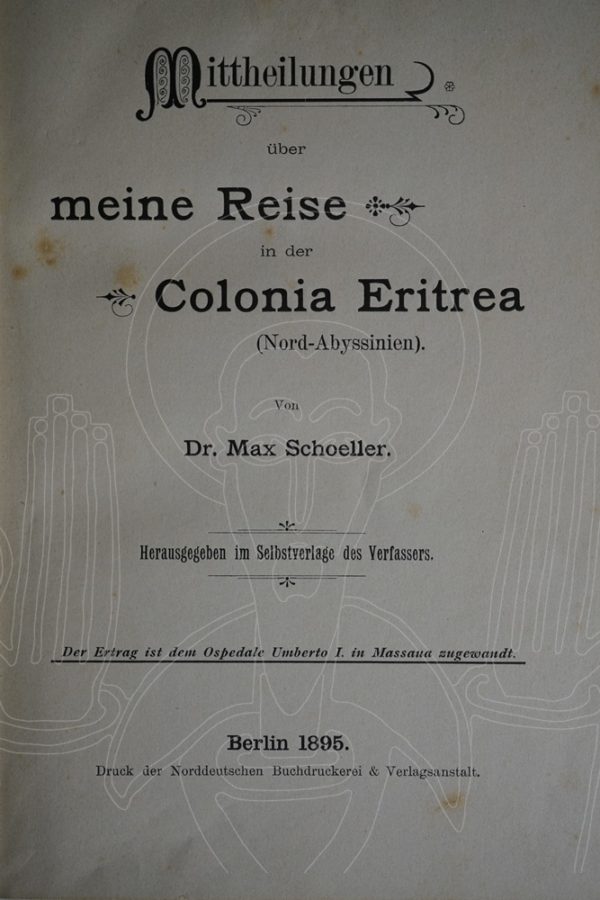 Mittheilungen
über
meine Reise
in der
Colonia Eritrea
(Nord-Abyssinien).
Von
Dr. Max Schoeller.
Herausgegeben im Selbstverlage des Verfassers.
Der Ertrag ist dem Ospedale Umberto I. in Massaua zugewandt.
Berlin 1895.
Druck der Norddeutschen Buchdruckerei & Verlagsanstalt.